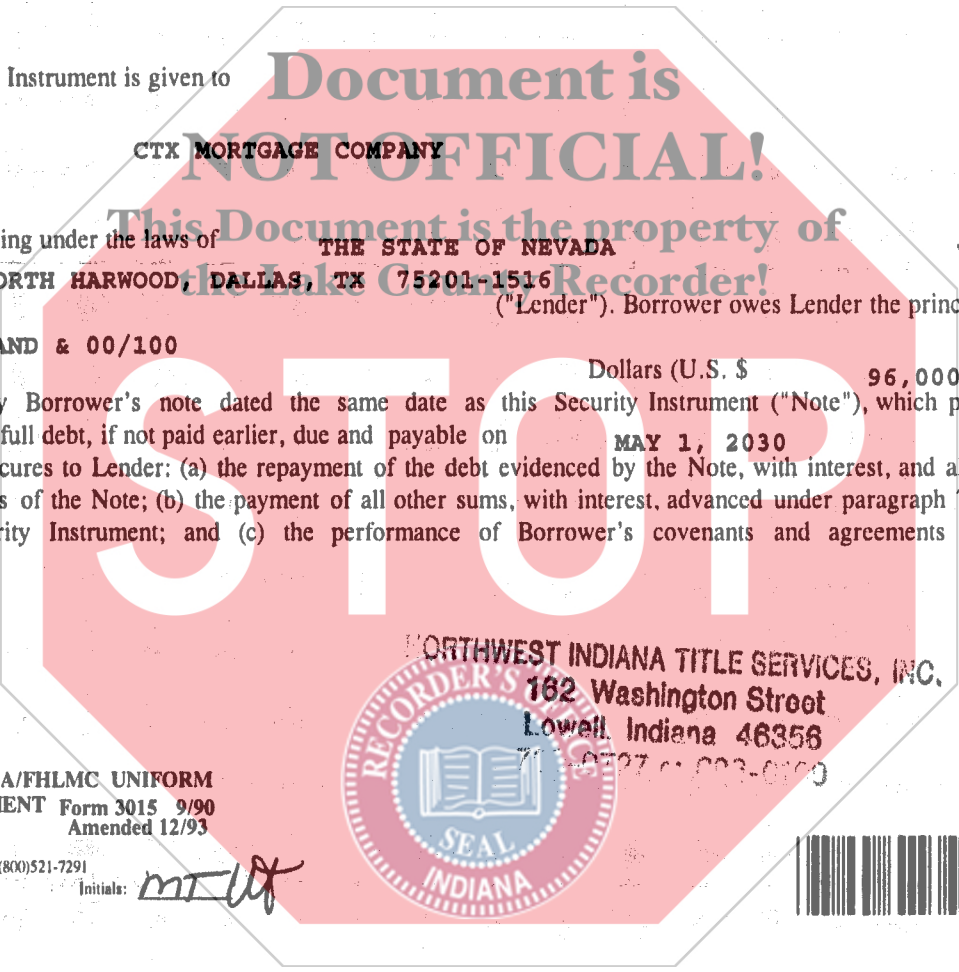 Document is
Instrument is given to
NOT OFFICIAL!
CTX MORTGAGE COMPANY
This Document is the property of
ing under the laws of THE STATE OF NEVADA
the Lake County Recorder!
ORTH HARWOOD, DALLAS, TX 75201-1516
("Lender"). Borrower owes Lender the princ
AND & 00/100
Dollars (U.S. $ 96,000
y Borrower's note dated the same date as this Security Instrument ("Note"), which p
full debt, if not paid earlier, due and payable on MAY 1, 2030
cures to Lender: (a) the repayment of the debt evidenced by the Note, with interest, and a
s of the Note; (b) the payment of all other sums, with interest, advanced under paragraph
rity Instrument; and (c) the performance of Borrower's covenants and agreements
STOP
NORTHWEST INDIANA TITLE SERVICES, INC.
162 Washington Street
Lowell, Indiana 46356
RECORDER'S OFFICE
SEAL
INDIANA
A/FHLMC UNIFORM
MENT Form 3015 9/90
Amended 12/93
(800)521-7291
Initials: MT